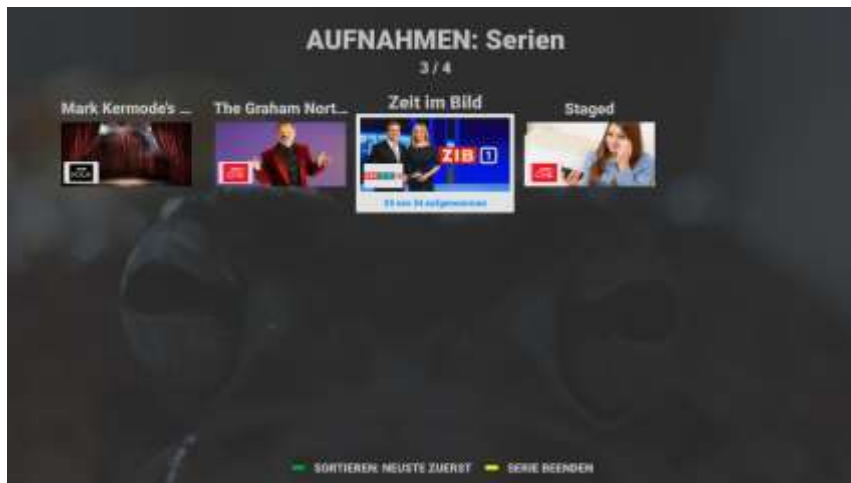 AUFNAHMEN: Serien
3 / 4
Mark Kermode's ...
The Graham Nort...
Zeit im Bild
Staged
ZIB 1
SORTIEREN: NEUSTE ZUERST
SERIE BEENDEN